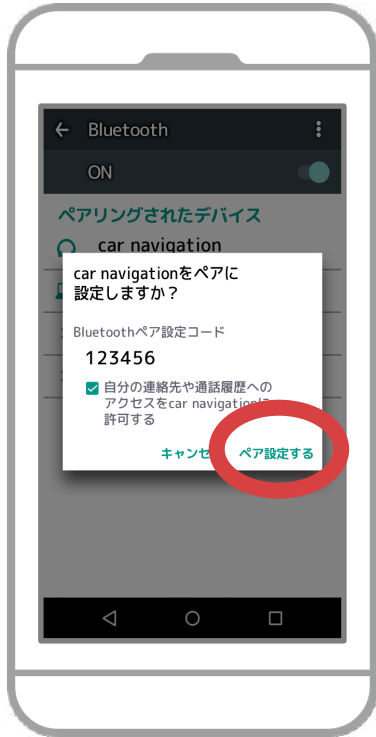 Bluetooth
ON
ペアリングされたデバイス
car navigation
car navigationをペアに
設定しますか？
Bluetoothペア設定コード
123456
自分の連絡先や通話履歴への
アクセスをcar navigationに
許可する
キャンセ
ペア設定する